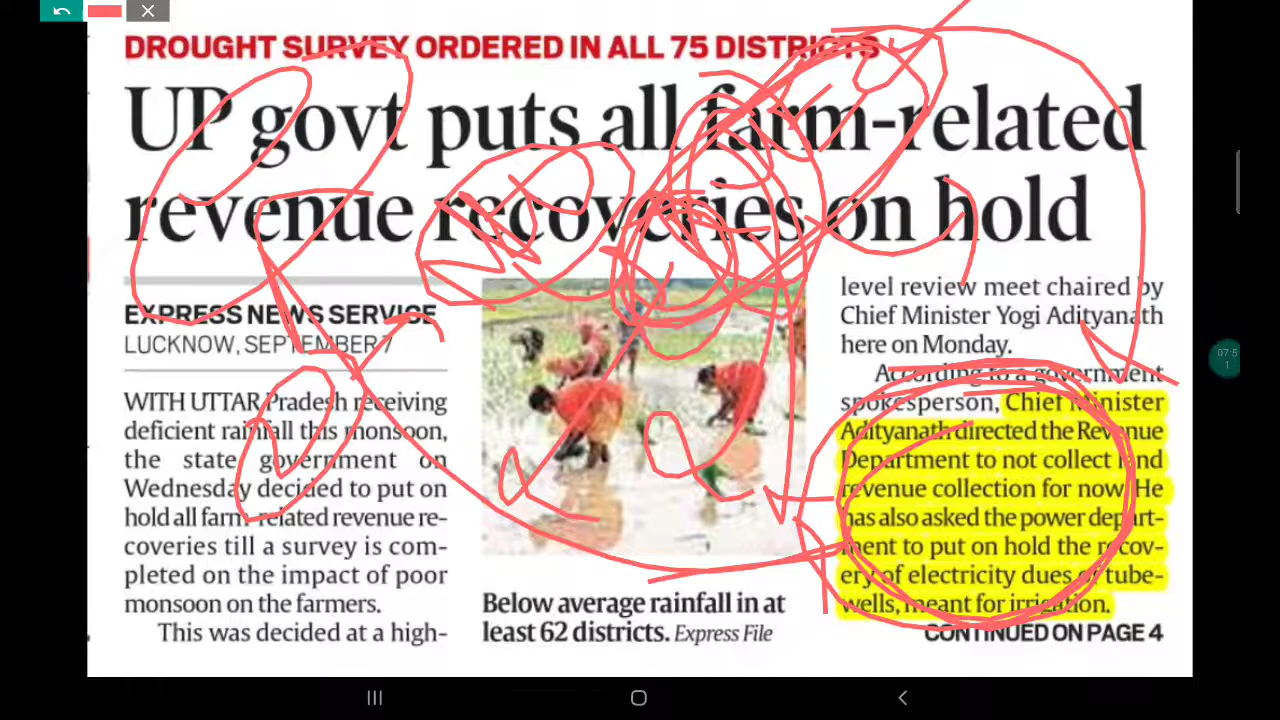 DROUGHT SURVEY ORDERED IN ALL 75 DISTRICTS
UP govt puts all farm-related
revenue recoveries on hold
EXPRESS NEWS SERVICE
LUCKNOW, SEPTEMBER 7
WITH UTTAR Pradesh receiving
deficient rainfall this monsoon,
the state government on
Wednesday decided to put on
hold all farm-related revenue re-
coveries till a survey is com-
pleted on the impact of poor
monsoon on the farmers.
This was decided at a high-
Below average rainfall in at
least 62 districts. Express File
level review meet chaired by
Chief Minister Yogi Adityanath
here on Monday.
According to a government
spokesperson, Chief Minister
Adityanath directed the Revenue
Department to not collect land
revenue collection for now. He
has also asked the power depart-
ment to put on hold the recov-
ery of electricity dues of tube-
wells, meant for irrigation.
CONTINUED ON PAGE 4
07:5
1